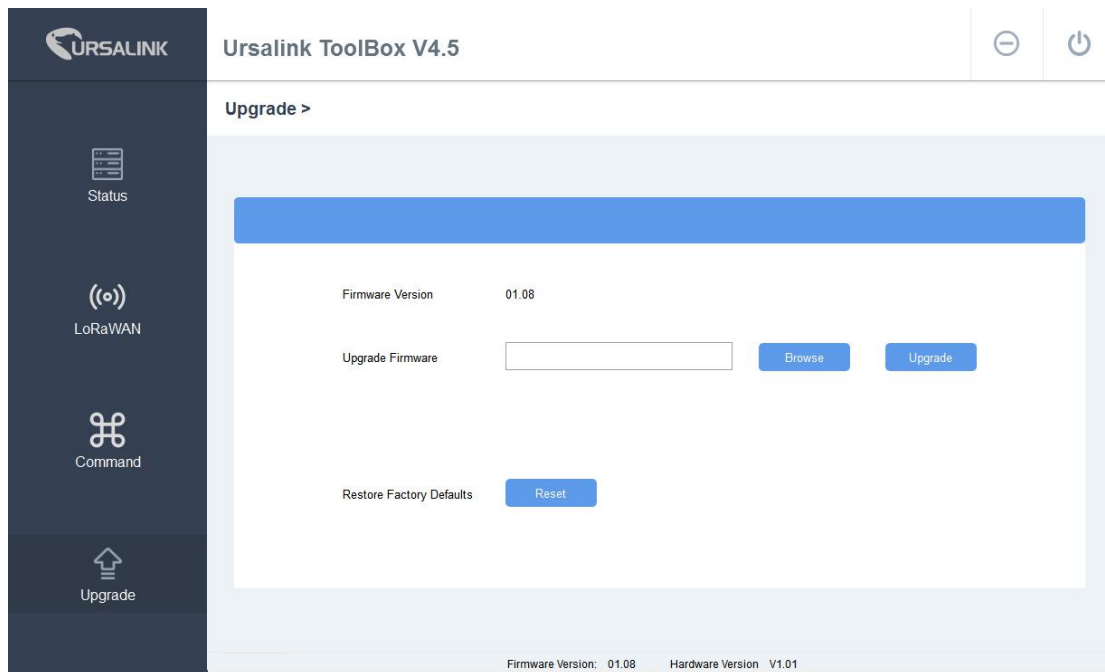 URSALINK
Ursalink ToolBox V4.5
Upgrade >
Status
LoRaWAN
Command
Upgrade
Firmware Version 01.08
Upgrade Firmware Browse Upgrade
Restore Factory Defaults Reset
Firmware Version: 01.08 Hardware Version V1.01